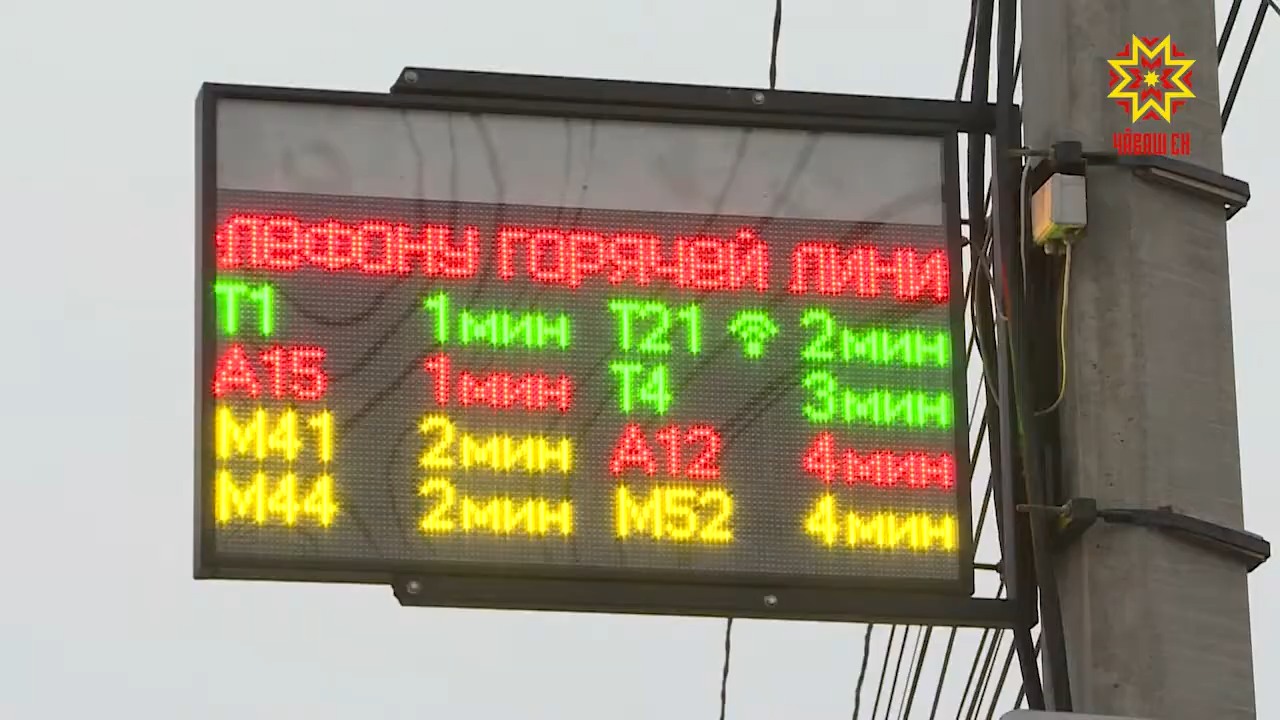 ЛЕФОНУ ГОРЯЧЕЙ ЛИНИ
Т1 1мин Т21 2мин
А15 1мин Т4 3мин
М41 2мин А12 4мин
М44 2мин М52 4мин
ЧӐВАШ ЕН